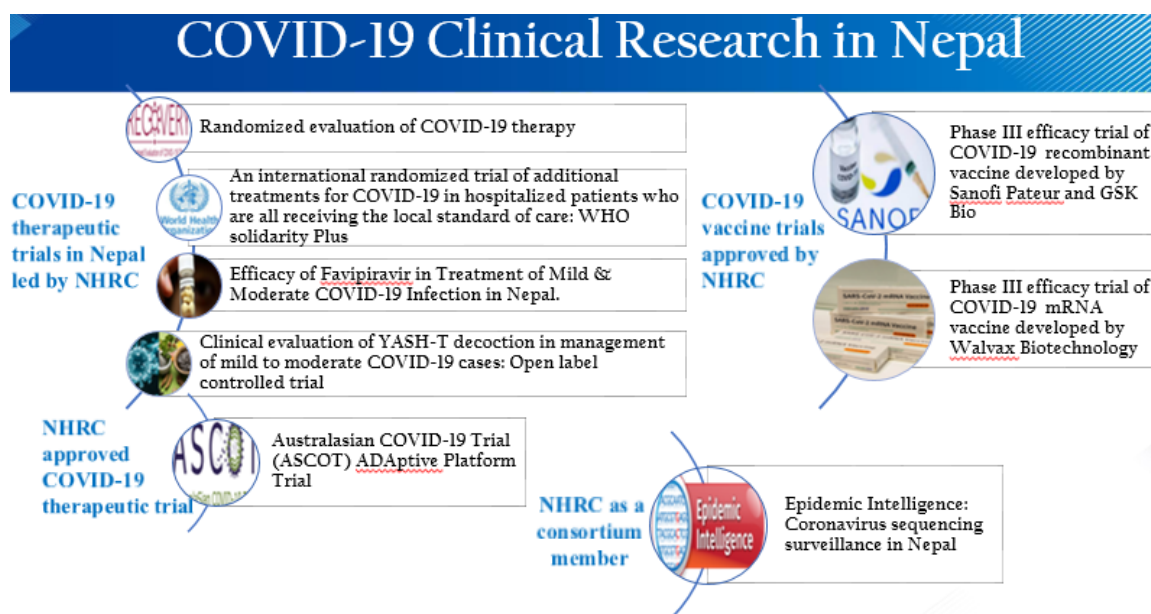 COVID-19 Clinical Research in Nepal
COVID-19
therapeutic
trials in Nepal
led by NHRC
RECOVERY
Randomized evaluation of COVID-19 therapy
World Health
Organization
An international randomized trial of additional
treatments for COVID in hospitalized patients who
are all receiving the local standard of care: WHO
solidarity Plus
Efficacy of Favipiravir in Treatment of Mild &
Moderate COVID-19 Infection in Nepal.
Clinical evaluation of YASH-T decoction in management
of mild to moderate COVID-19 cases: Open label
controlled trial
NHRC
approved
COVID-19
therapeutic trial
ASCOT
Australasian COVID-19 Trial
(ASCOT) ADAptive Platform
Trial
COVID-19
vaccine trials
approved by
NHRC
SANOF
Phase III efficacy trial of
COVID-19 recombinant
vaccine developed by
Sanofi Pateur and GSK
Bio
SARS-CoV-2 mRNA Vaccine
Phase III efficacy trial of
COVID-19 mRNA
vaccine developed by
Walvax Biotechnology
NHRC as a
consortium
member
Epidemic
Intelligence
Epidemic Intelligence:
Coronavirus sequencing
surveillance in Nepal